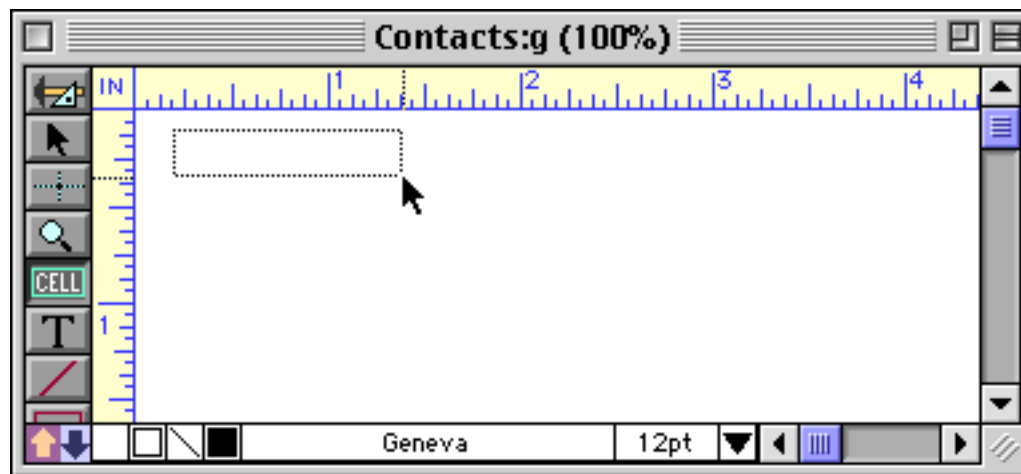 Contacts:g (100%)
IN 1 2 3 4
CELL
T
1
Geneva 12pt